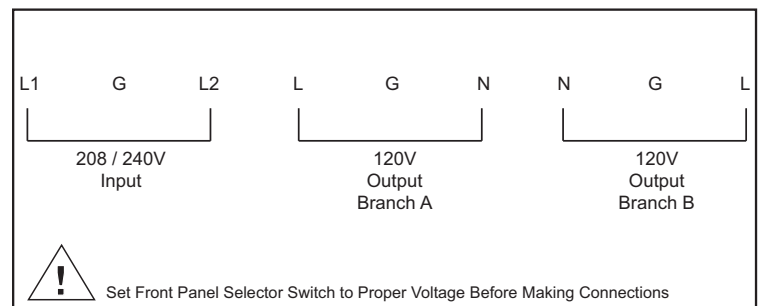 L1 G L2 L G N N G L
208 / 240V
Input
120V
Output
Branch A
120V
Output
Branch B
! Set Front Panel Selector Switch to Proper Voltage Before Making Connections